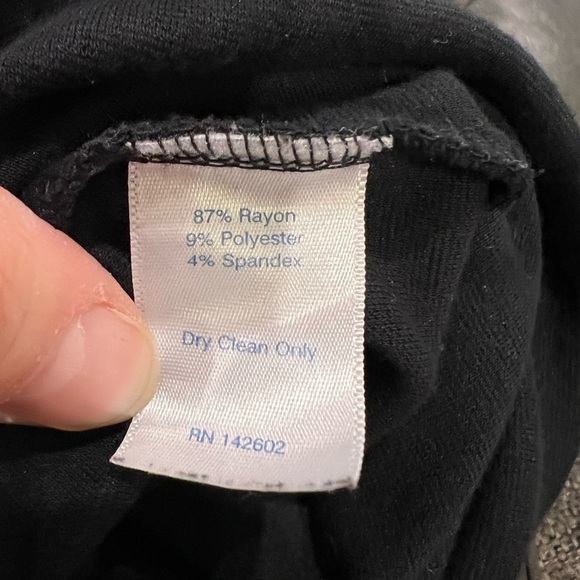 87% Rayon
9% Polyester
4% Spandex
Dry Clean Only
RN 142602